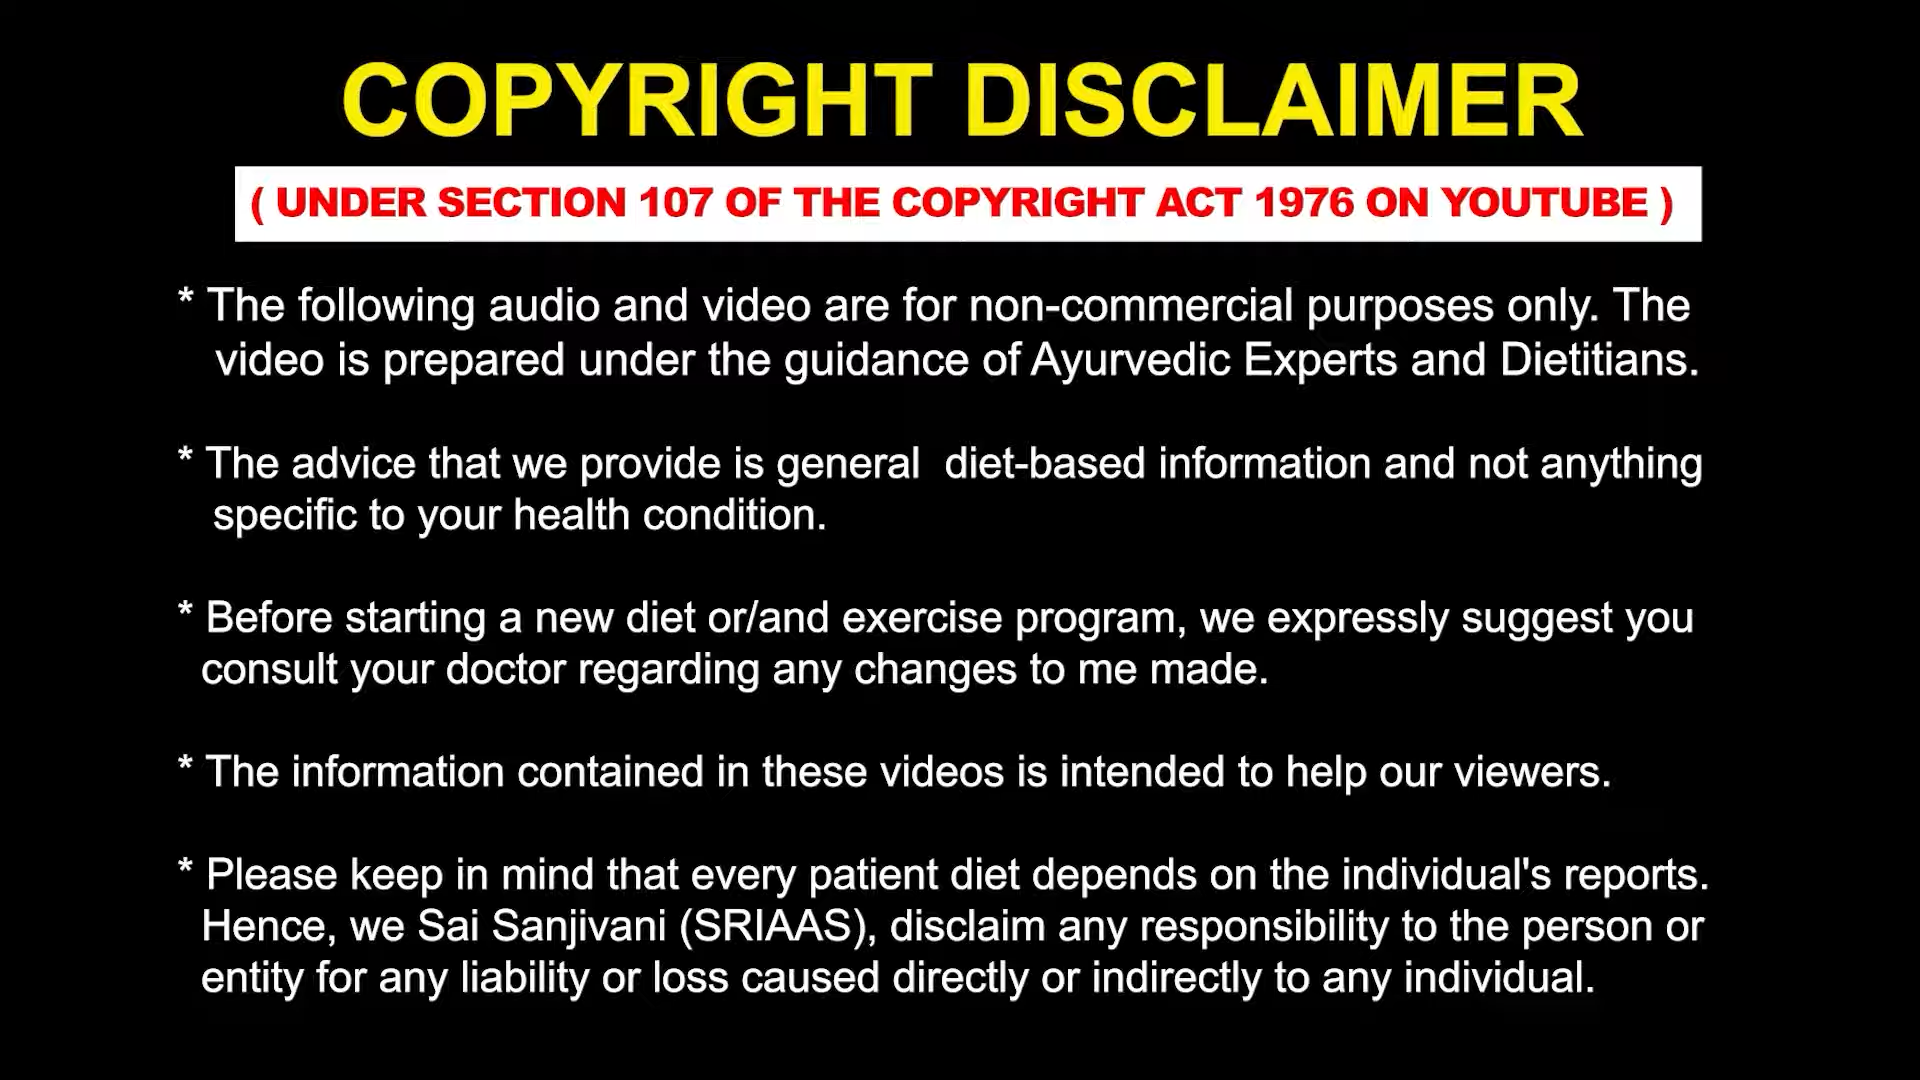 COPYRIGHT DISCLAIMER
( UNDER SECTION 107 OF THE COPYRIGHT ACT 1976 ON YOUTUBE )
* The following audio and video are for non-commercial purposes only. The
video is prepared under the guidance of Ayurvedic Experts and Dietitians.
* The advice that we provide is general  diet-based information and not anything
specific to your health condition.
* Before starting a new diet or/and exercise program, we expressly suggest you
consult your doctor regarding any changes to me made.
* The information contained in these videos is intended to help our viewers.
* Please keep in mind that every patient diet depends on the individual's reports.
Hence, we Sai Sanjivani (SRIAAS), disclaim any responsibility to the person or
entity for any liability or loss caused directly or indirectly to any individual.